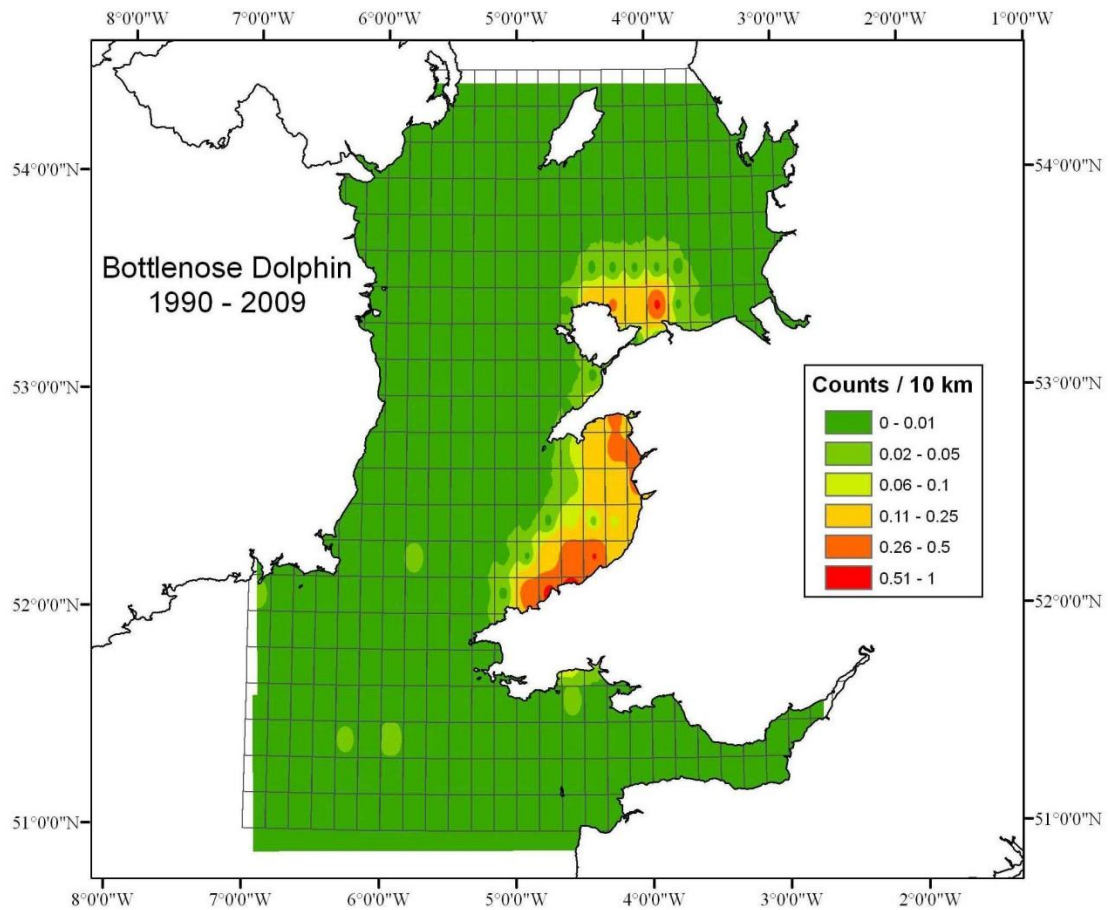 8°0'0"W 7°0'0"W 6°0'0"W 5°0'0"W 4°0'0"W 3°0'0"W 2°0'0"W 1°0'0"W
54°0'0"N 54°0'0"N
Bottlenose Dolphin
1990 - 2009
53°0'0"N 53°0'0"N
Counts / 10 km
0 - 0.01
0.02 - 0.05
0.06 - 0.1
0.11 - 0.25
0.26 - 0.5
0.51 - 1
52°0'0"N 52°0'0"N
51°0'0"N 51°0'0"N
8°0'0"W 7°0'0"W 6°0'0"W 5°0'0"W 4°0'0"W 3°0'0"W 2°0'0"W